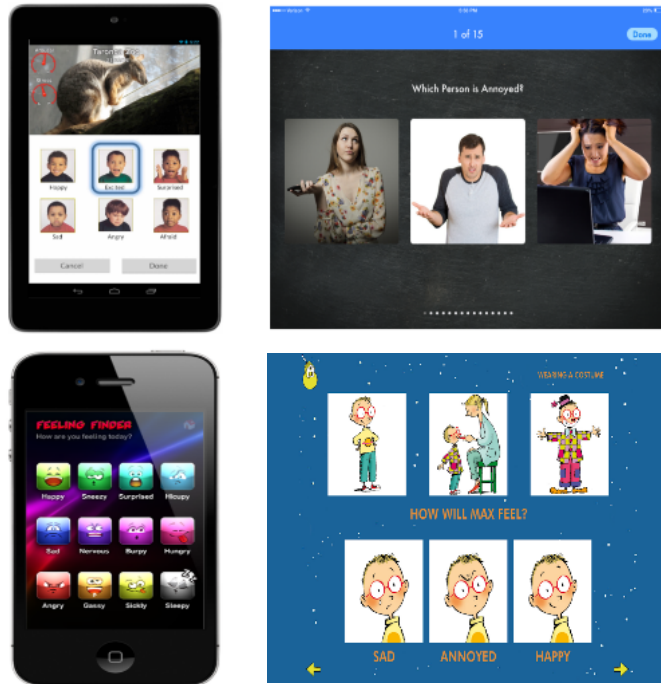 Happy Excited Surprised
Sad Angry Afraid
Cancel Done
1 of 15 Done
Which Person is Annoyed?
FEELING FINDER
How are you feeling today?
Happy Sneezy Surprised Hicupy
Sad Nervous Burpy Hungry
Angry Gassy Sickly Sleepy
WEARING A COSTUME
HOW WILL MAX FEEL?
SAD ANNOYED HAPPY